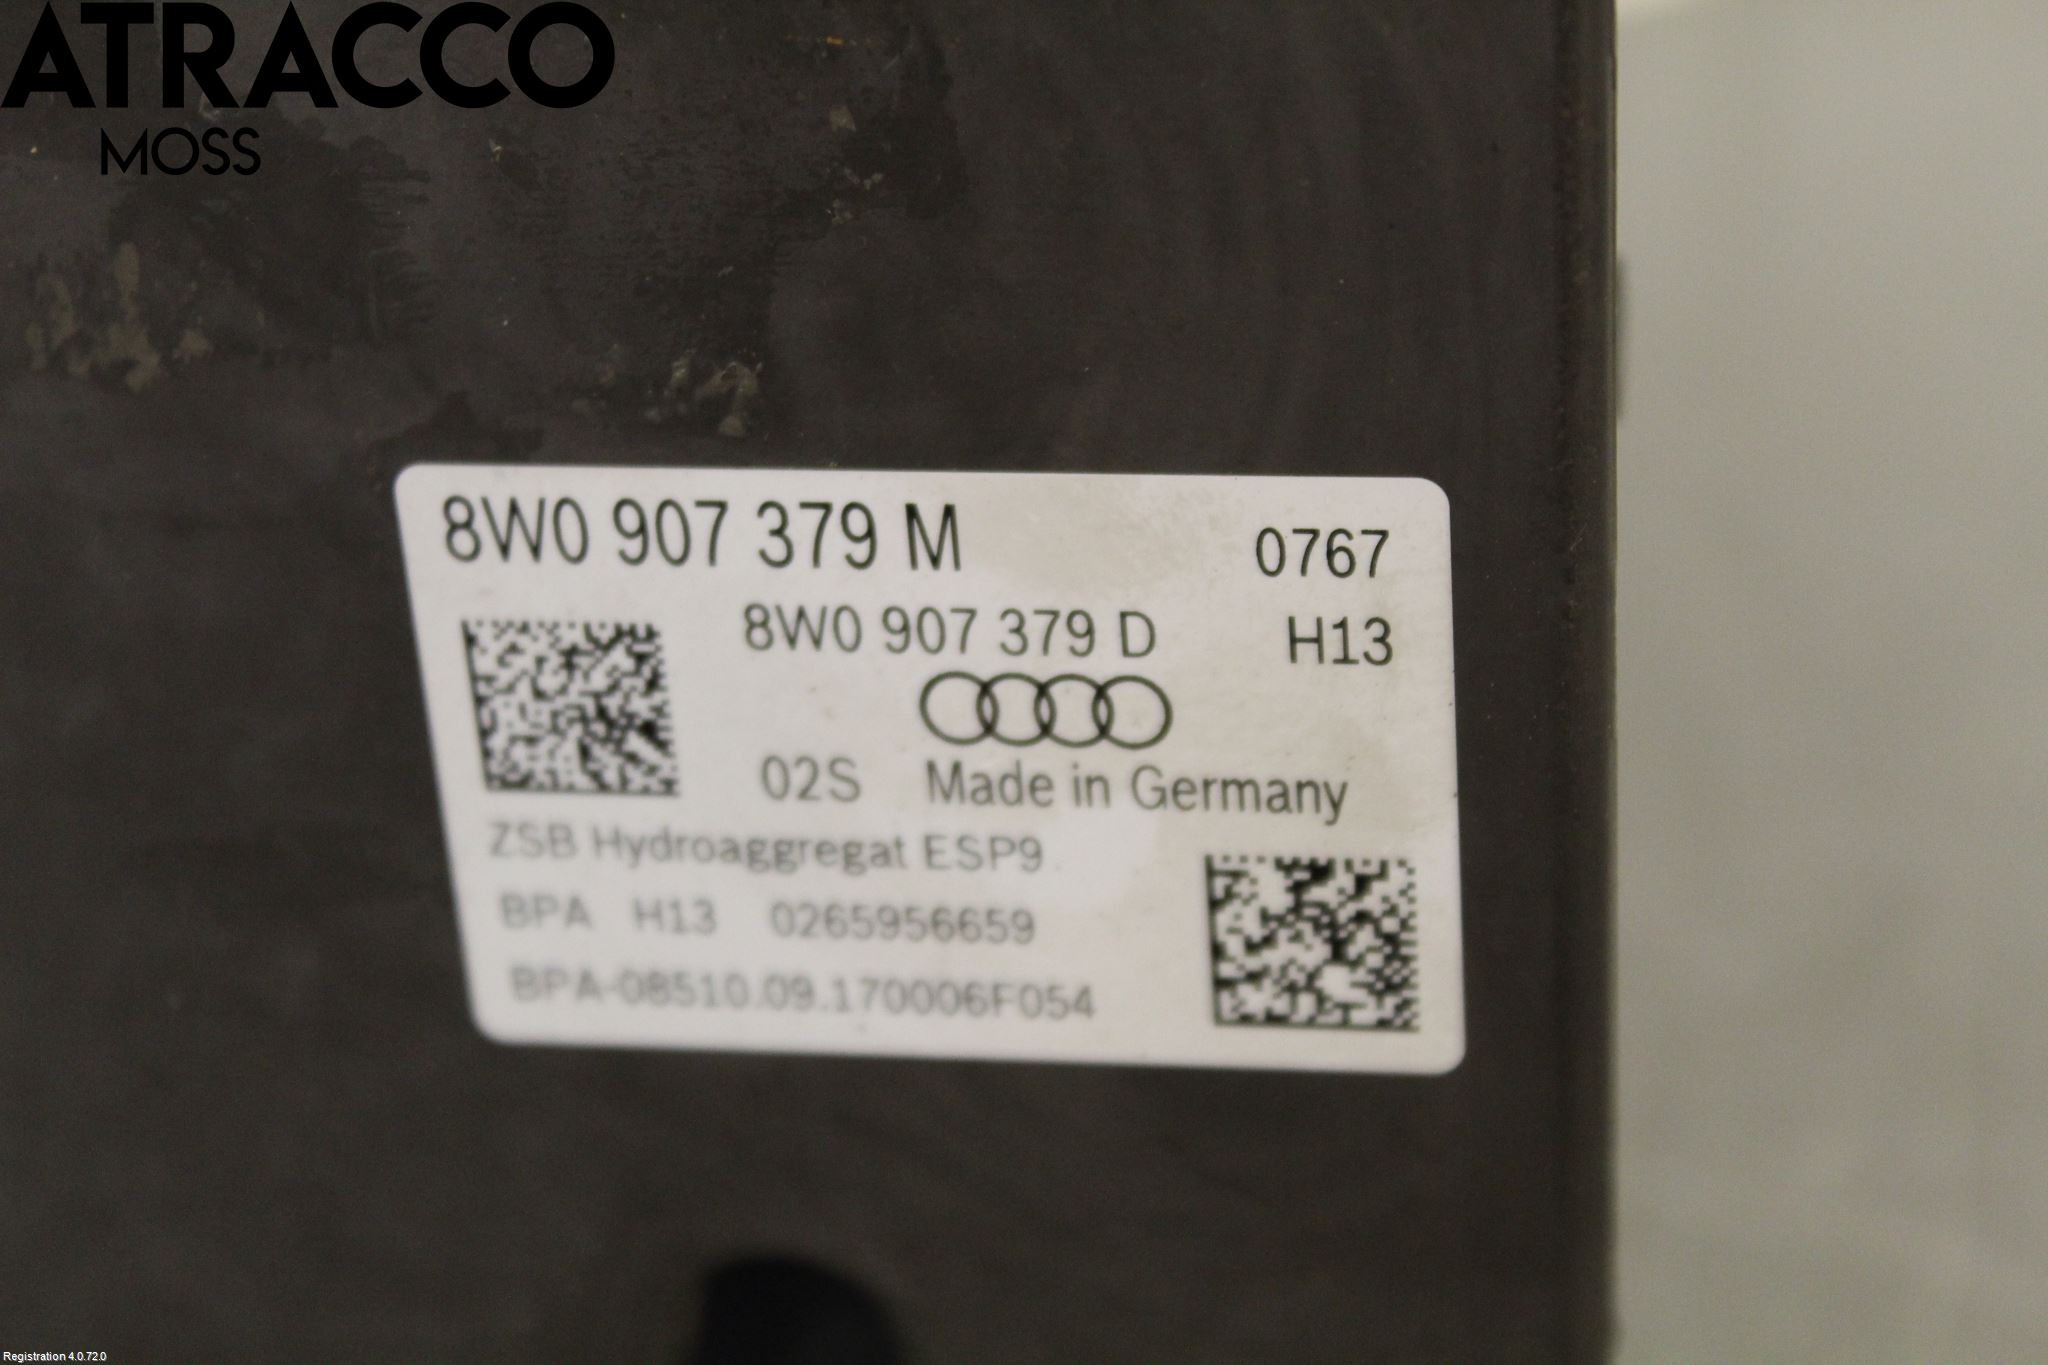 ATRACCO
MOSS
8W0 907 379 M 0767
8W0 907 379 D H13
02S Made in Germany
ZSB Hydroaggregat ESP9
BPA H13 0265956659
BPA-08510.09.170006F054
Registration 4.0.72.0